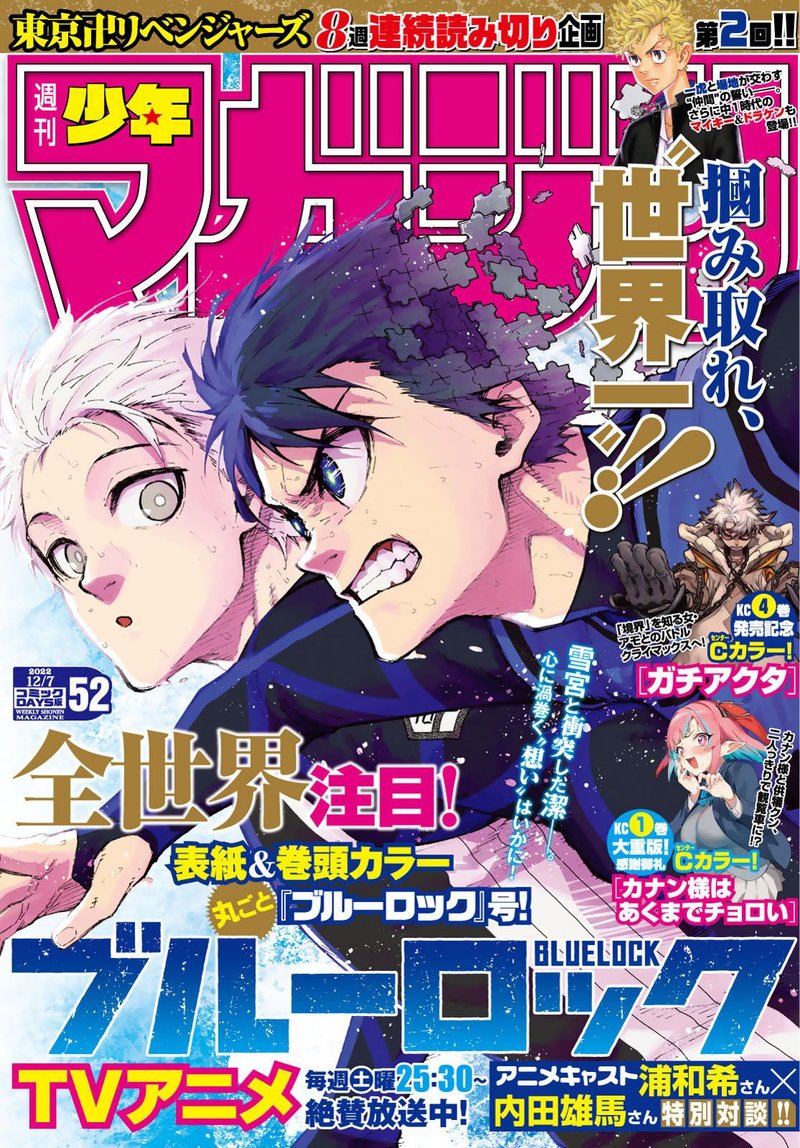 東京卍リベンジャーズ 8週連続読み切り企画 第2回!!
一虎と場地が交わす
“仲間”の誓い――。
さらに中1時代の
マイキー&ドラケンも
登場!!
週刊
少年
マガジン
掴み取れ、
“世界一”!!!
KC4巻
発売記念
センター
Cカラー!
「境界」を知る女・
アモとのバトル
クライマックスへ!
[ガチアクタ]
2022
12/7
コミック
DAYS版
WEEKLY SHONEN
MAGAZINE
52
雪宮と衝突した潔――。
心に渦巻く“想い”はいかに!
全世界注目!
カナン様と
二人きりで観覧車に!?
KC1巻
大重版!
感謝御礼
センター
Cカラー!
[カナン様は
あくまでチョロい]
表紙&巻頭カラー
丸ごと『ブルーロック』号!
BLUELOCK
ブルーロック
TVアニメ
毎週土曜25:30~
絶賛放送中!
アニメキャスト浦和希さん×
内田雄馬さん特別対談!!